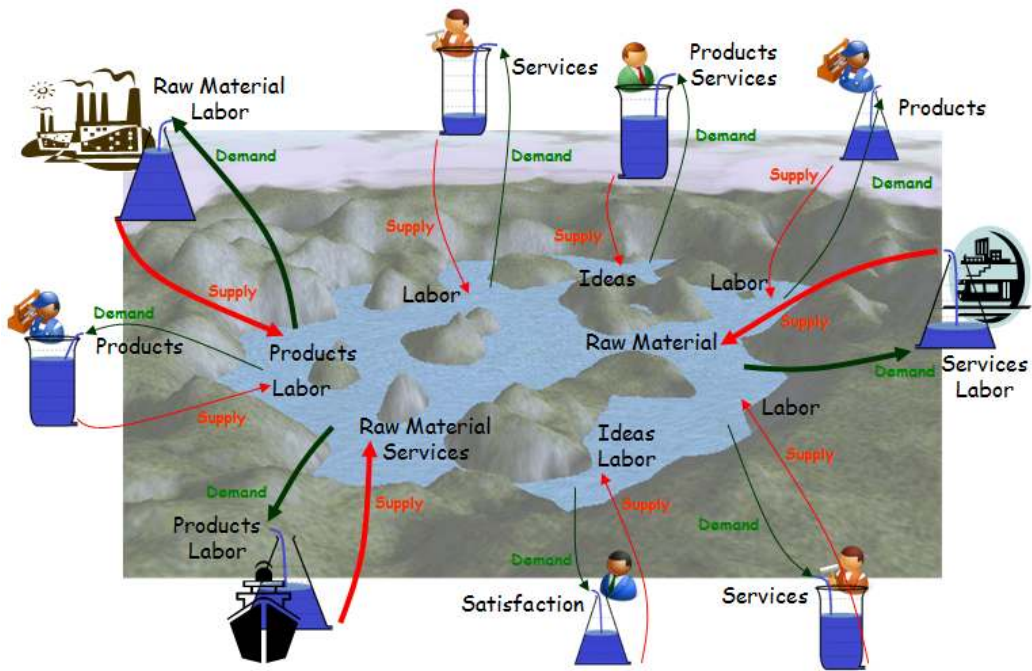 Services
Products
Services
Raw Material
Labor
Products
Demand
Demand
Demand
Supply
Demand
Supply
Supply
Labor
Ideas
Labor
Supply
Supply
Demand
Products
Products
Raw Material
Demand
Services
Labor
Labor
Labor
Supply
Raw Material
Services
Ideas
Labor
Supply
Demand
Supply
Demand
Products
Labor
Demand
Satisfaction
Services